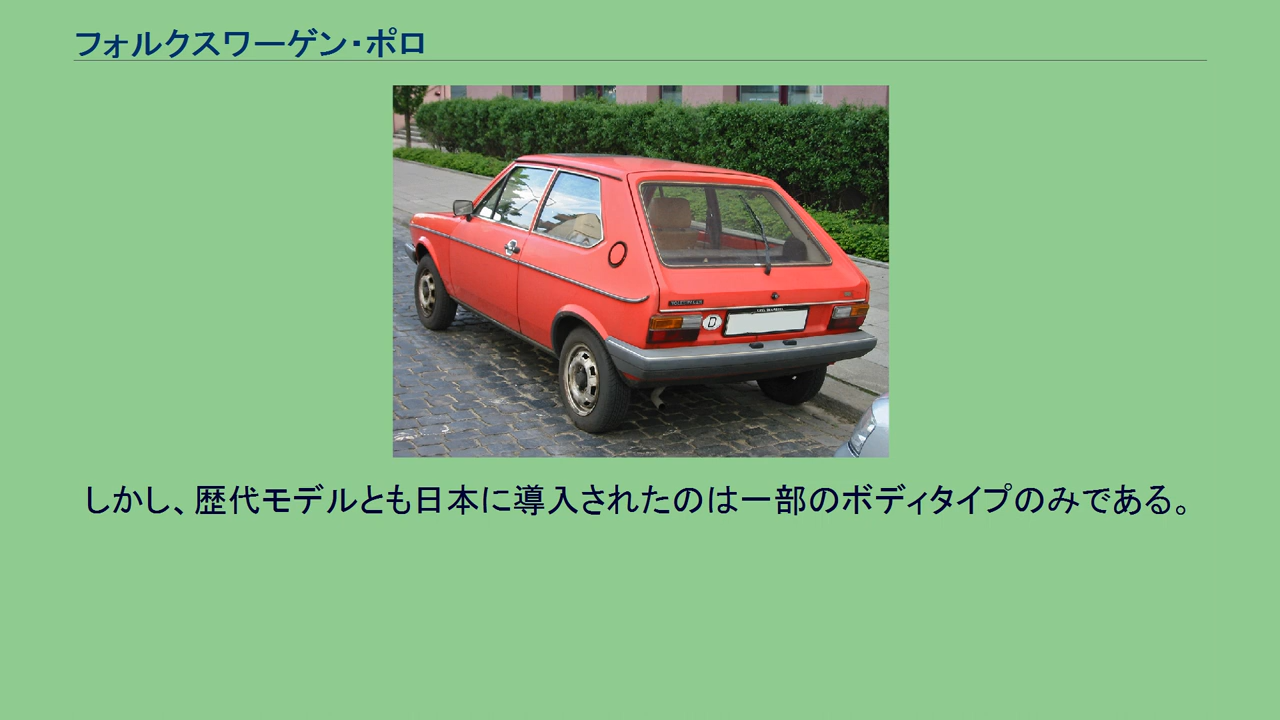 フォルクスワーゲン・ポロ
VOLKSWAGEN
D
しかし、歴代モデルとも日本に導入されたのは一部のボディタイプのみである。